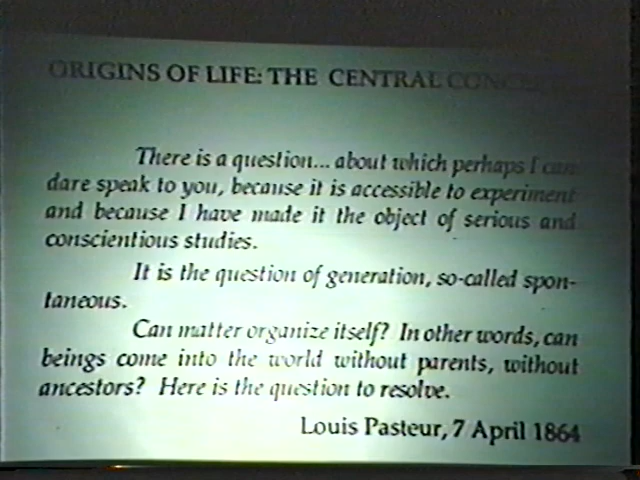 ORIGINS OF LIFE: THE CENTRAL
There is a question... about which perhaps I can
dare speak to you, because it is accessible to experiment
and because I have made it the object of serious and
conscientious studies.
It is the question of generation, so-called spon-
taneous.
Can matter organize itself? In other words, can
beings come into the world without parents, without
ancestors? Here is the question to resolve.
Louis Pasteur, 7 April 1864